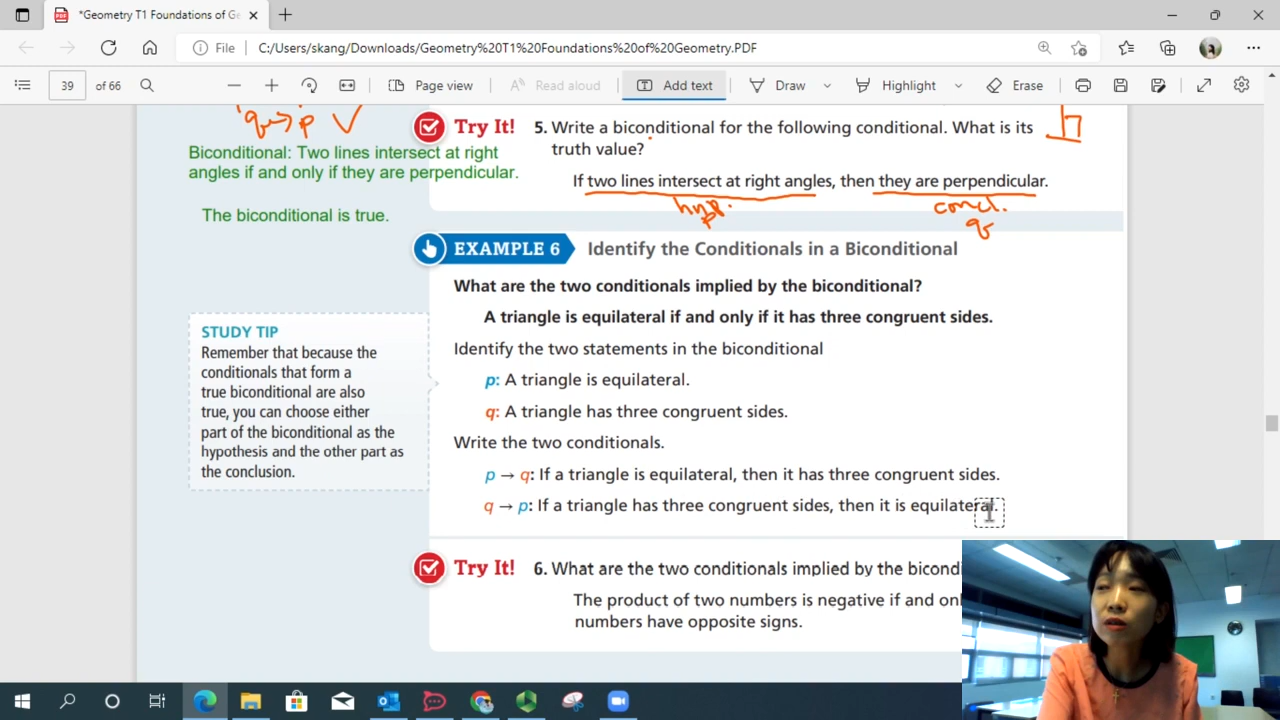 *Geometry T1 Foundations of Ge
File
C:/Users/skang/Downloads/Geometry%20T1%20Foundations%20of%20Geometry.PDF
39 of 66
Page view
Read aloud
Add text
Draw
Highlight
Erase
q→p V
Try It! 5. Write a biconditional for the following conditional. What is its
truth value?
If two lines intersect at right angles, then they are perpendicular.
hyp.
p
concl.
q
Biconditional: Two lines intersect at right
angles if and only if they are perpendicular.
The biconditional is true.
EXAMPLE 6 Identify the Conditionals in a Biconditional
What are the two conditionals implied by the biconditional?
A triangle is equilateral if and only if it has three congruent sides.
Identify the two statements in the biconditional
p: A triangle is equilateral.
q: A triangle has three congruent sides.
Write the two conditionals.
p → q: If a triangle is equilateral, then it has three congruent sides.
q → p: If a triangle has three congruent sides, then it is equilateral.
STUDY TIP
Remember that because the
conditionals that form a
true biconditional are also
true, you can choose either
part of the biconditional as the
hypothesis and the other part as
the conclusion.
Try It! 6. What are the two conditionals implied by the bicondi
The product of two numbers is negative if and onl
numbers have opposite signs.